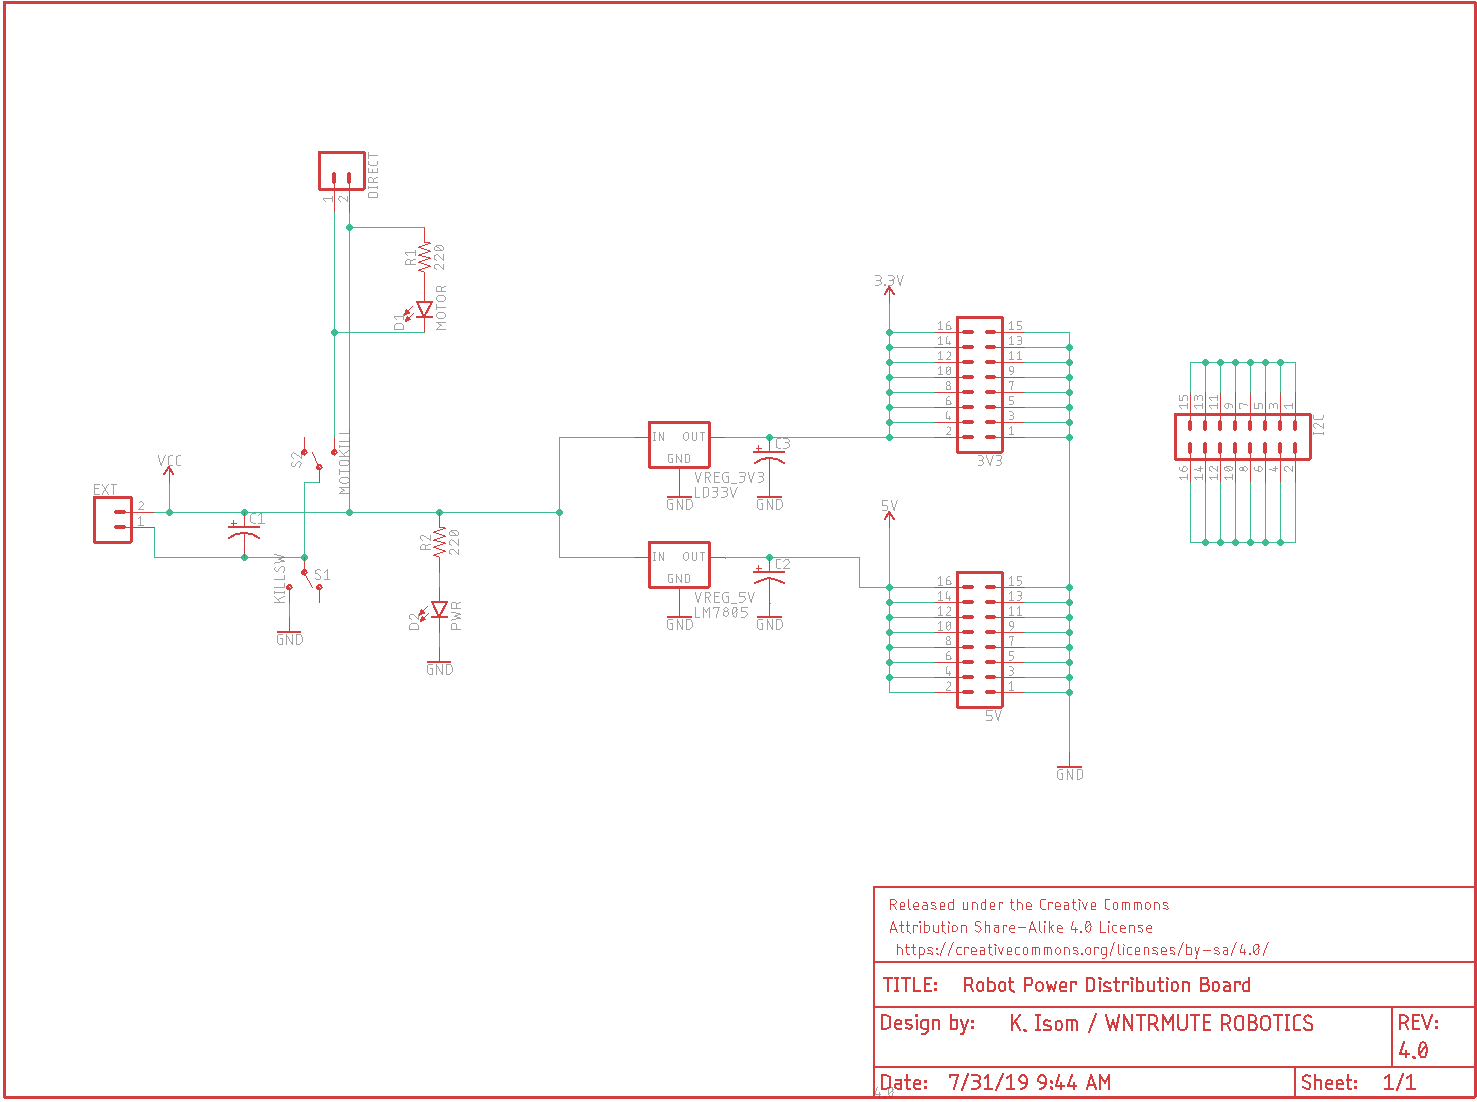 DIRECT
1
2
R1
220
D1
MOTOR
S2
MOTOKILL
VCC
EXT
2
1
C1
KILLSW
S1
GND
R2
220
D2
PWR
GND
IN OUT
GND
VREG_3V3
LD33V
GND
C3
GND
IN OUT
GND
VREG_5V
LM7805
GND
C2
GND
3.3V
16 15
14 13
12 11
10 9
8 7
6 5
4 3
2 1
3V3
5V
16 15
14 13
12 11
10 9
8 7
6 5
4 3
2 1
5V
GND
15 13 11 9 7 5 3 1
I2C
16 14 12 10 8 6 4 2
Released under the Creative Commons
Attribution Share-Alike 4.0 License
https://creativecommons.org/licenses/by-sa/4.0/
TITLE: Robot Power Distribution Board
Design by: K. Isom / WNTRMUTE ROBOTICS
REV:
4.0
Date: 7/31/19 9:44 AM
Sheet: 1/1
4.0